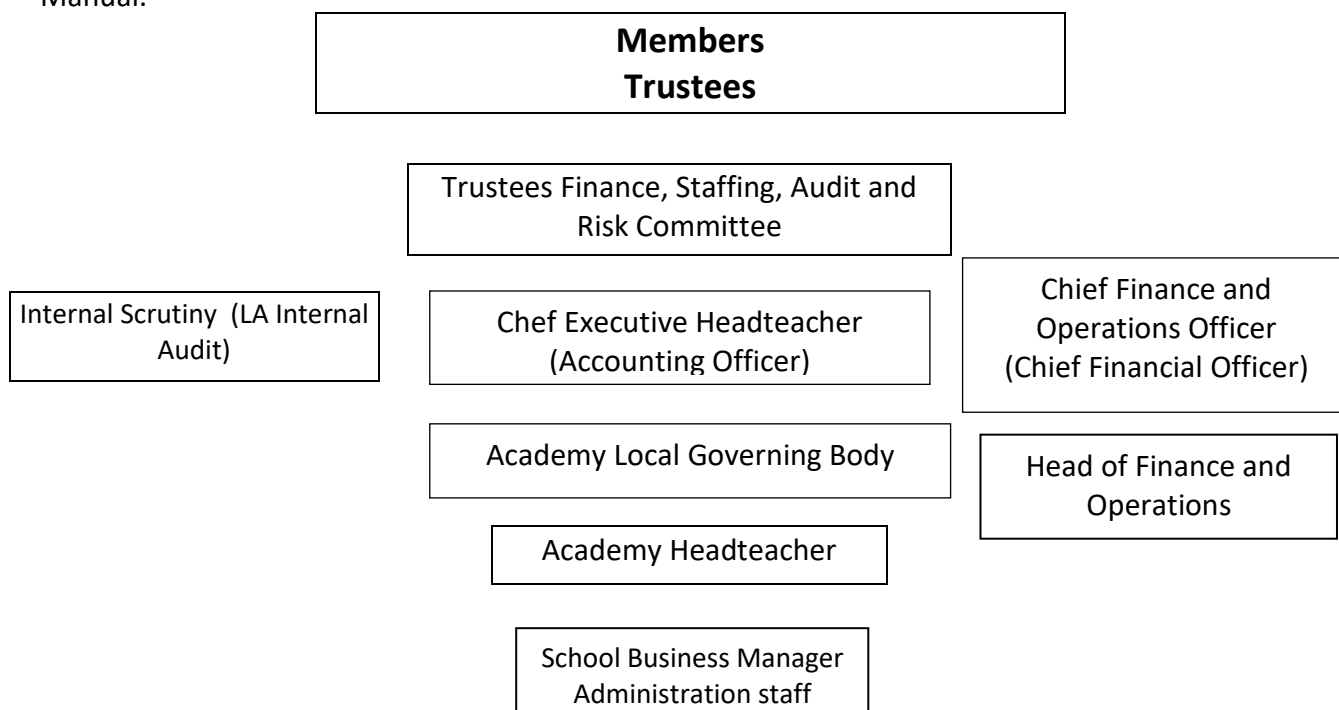 Manual.
Members
Trustees
Trustees Finance, Staffing, Audit and
Risk Committee
Internal Scrutiny (LA Internal
Audit)
Chef Executive Headteacher
(Accounting Officer)
Chief Finance and
Operations Officer
(Chief Financial Officer)
Academy Local Governing Body
Head of Finance and
Operations
Academy Headteacher
School Business Manager
Administration staff